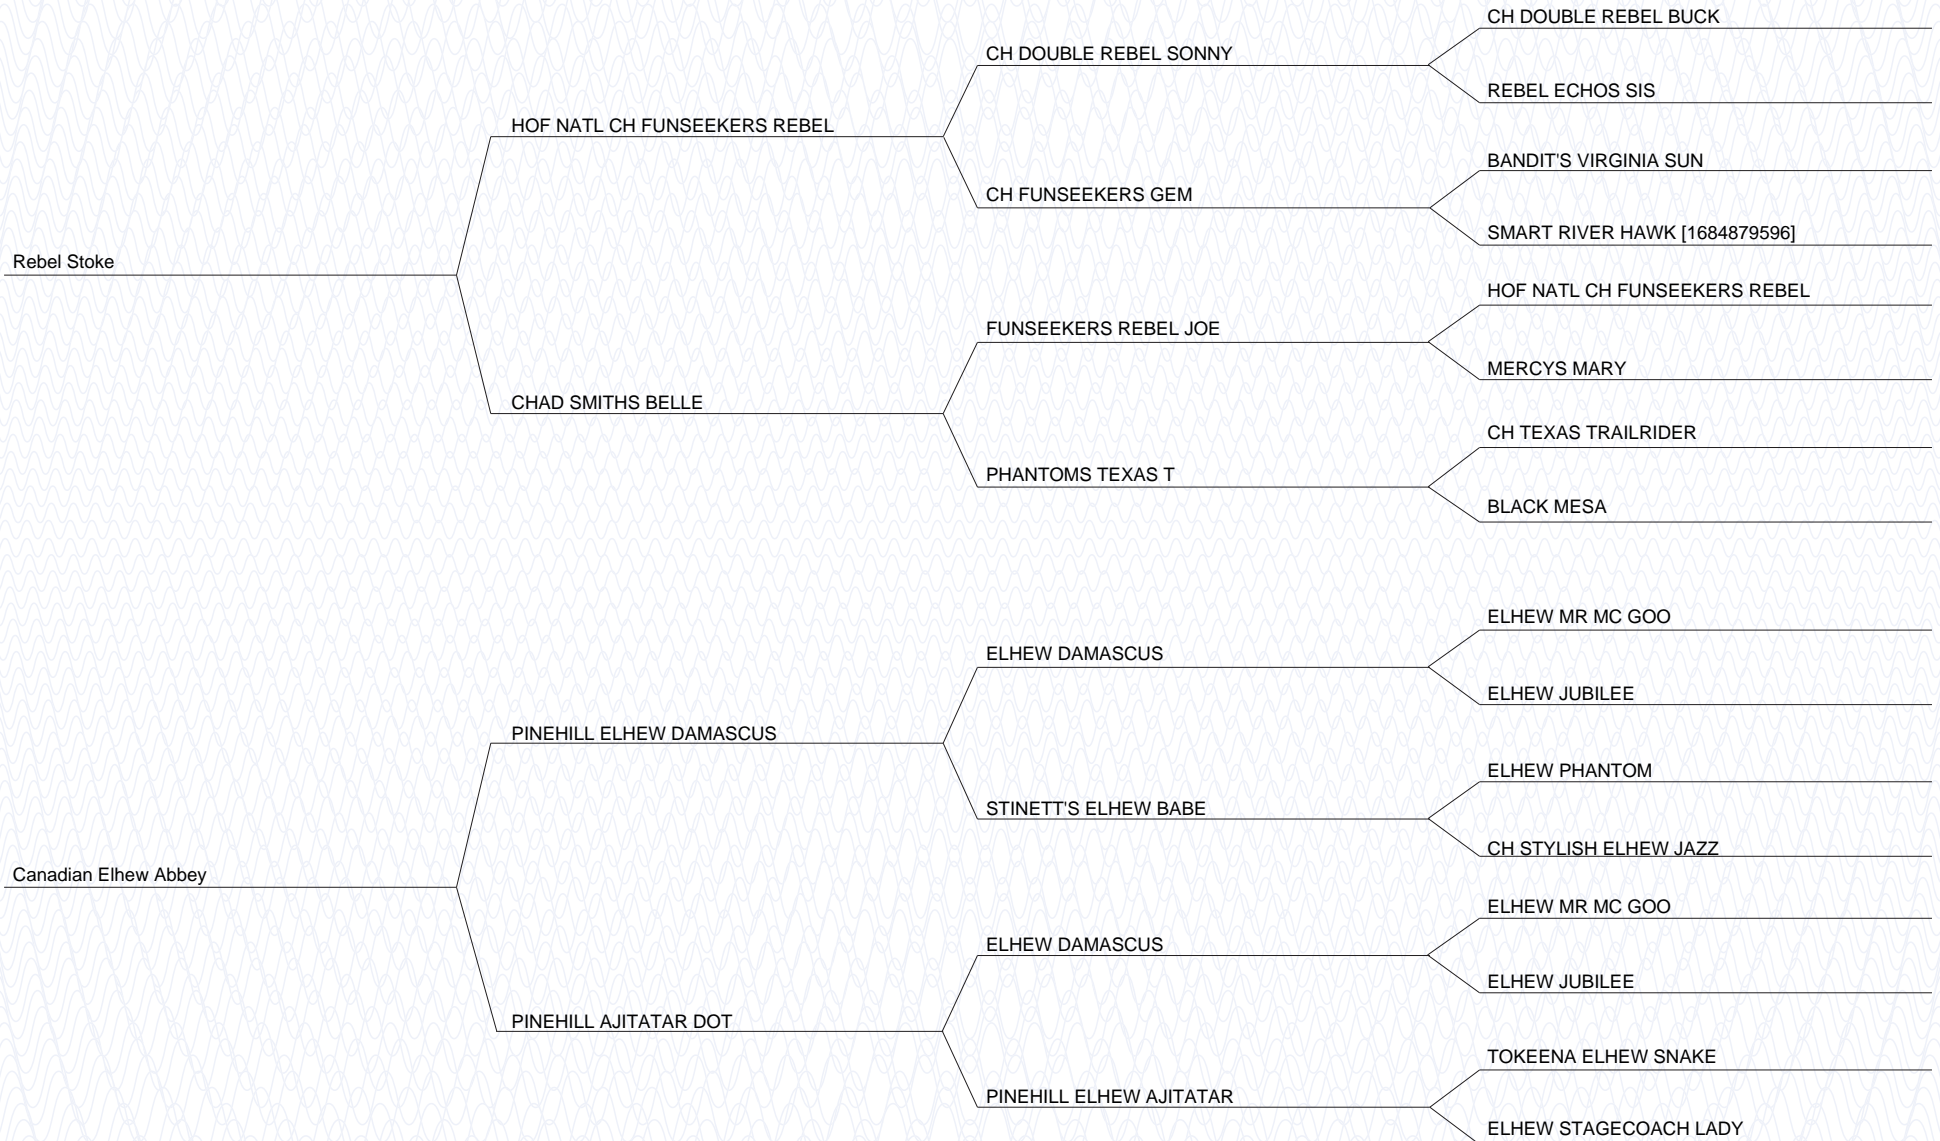 CH DOUBLE REBEL BUCK
CH DOUBLE REBEL SONNY
REBEL ECHOS SIS
HOF NATL CH FUNSEEKERS REBEL
BANDIT'S VIRGINIA SUN
CH FUNSEEKERS GEM
SMART RIVER HAWK [1684879596]
Rebel Stoke
HOF NATL CH FUNSEEKERS REBEL
FUNSEEKERS REBEL JOE
MERCYS MARY
CHAD SMITHS BELLE
CH TEXAS TRAILRIDER
PHANTOMS TEXAS T
BLACK MESA
ELHEW MR MC GOO
ELHEW DAMASCUS
ELHEW JUBILEE
PINEHILL ELHEW DAMASCUS
ELHEW PHANTOM
STINETT'S ELHEW BABE
CH STYLISH ELHEW JAZZ
Canadian Elhew Abbey
ELHEW MR MC GOO
ELHEW DAMASCUS
ELHEW JUBILEE
PINEHILL AJITATAR DOT
TOKEENA ELHEW SNAKE
PINEHILL ELHEW AJITATAR
ELHEW STAGECOACH LADY